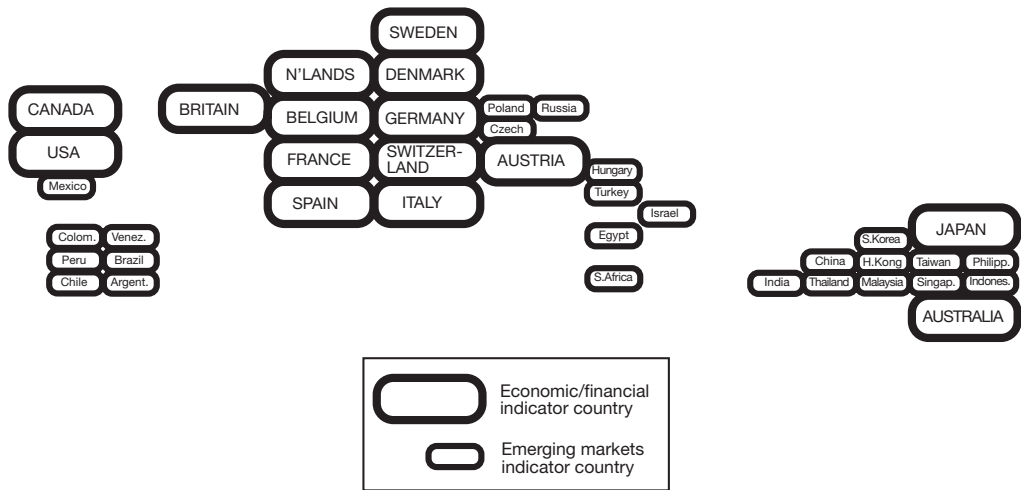 SWEDEN
N'LANDS
DENMARK
CANADA
BRITAIN
BELGIUM
GERMANY
Poland
Russia
Czech
USA
FRANCE
SWITZER-
LAND
AUSTRIA
Hungary
Mexico
SPAIN
ITALY
Turkey
Israel
Colom.
Venez.
Egypt
S.Korea
JAPAN
Peru
Brazil
China
H.Kong
Taiwan
Philipp.
Chile
Argent.
S.Africa
India
Thailand
Malaysia
Singap.
Indones.
AUSTRALIA
Economic/financial
indicator country
Emerging markets
indicator country